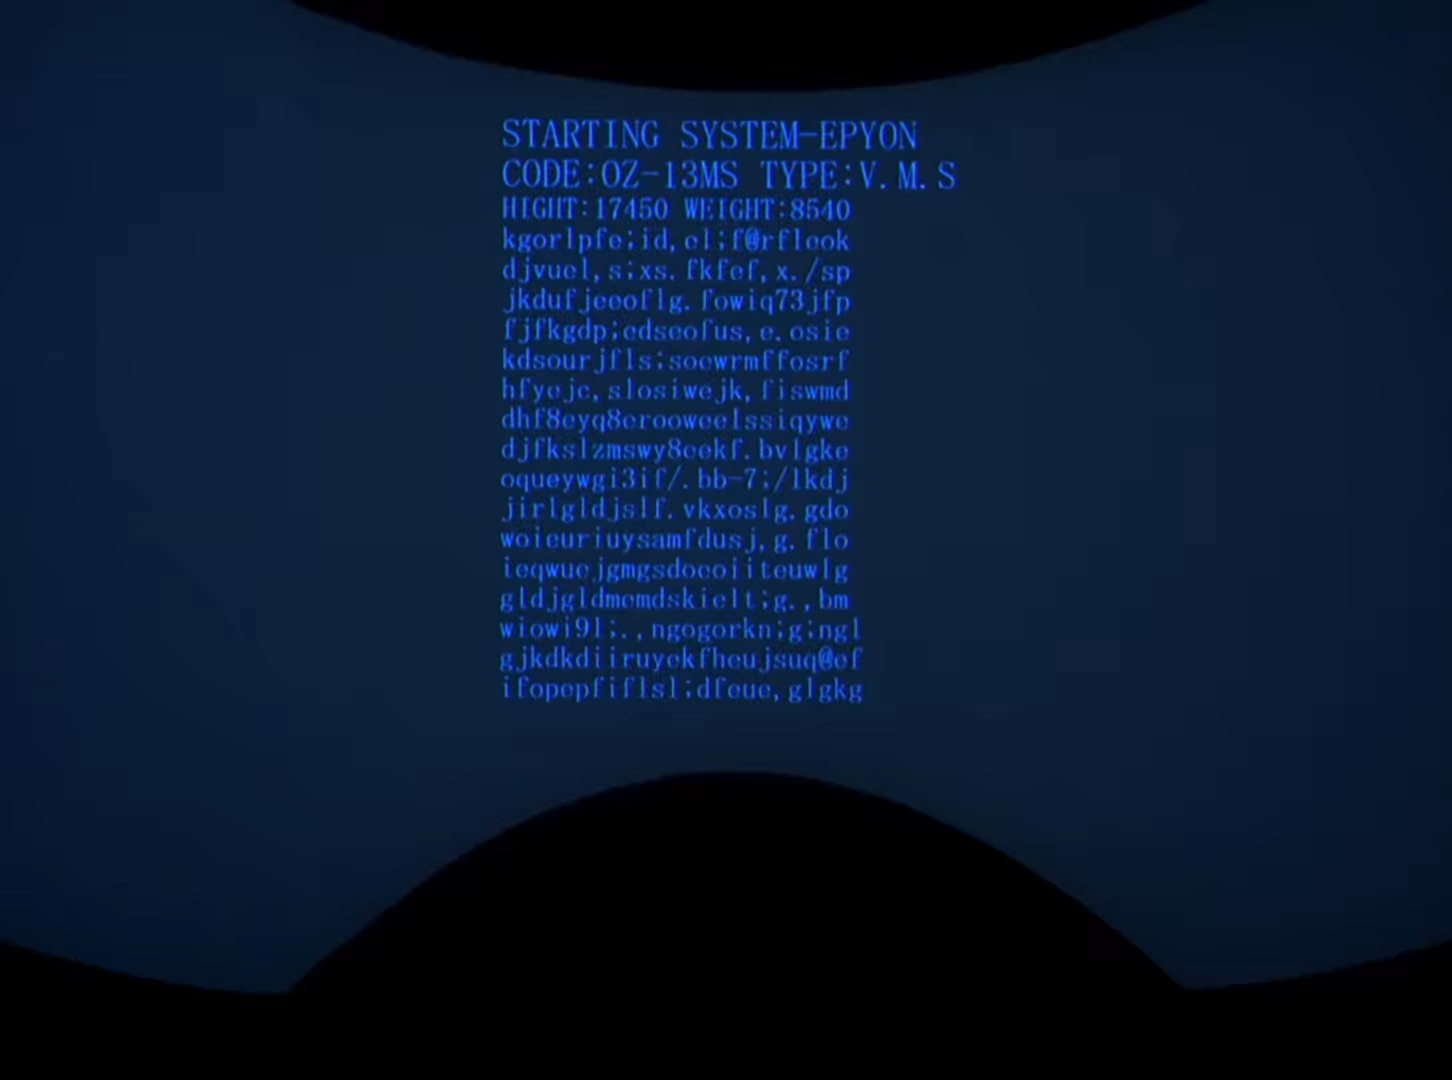 STARTING SYSTEM-EPYON
CODE:OZ-13MS TYPE:V.M.S
HIGHT:17450 WEIGHT:8540
kgorlpfe;id,el;f@rfleok
djvuel,s;xs.fkfef,x./sp
jkdufjeeoflg.fowiq73jfp
fjfkgdp;edseofus,e.osie
kdsourjfls;soewrmffosrf
hfyejc,slosiwejk,fiswmd
dhf8eyq8erooweelssiqywe
djfkslzmswy8eekf.bvlgke
oqueywgi3if/.bb-7;/lkdj
jirlgldjslf.vkxoslg.gdo
woieuriuysamfdusj,g.flo
ieqwuejgmgsdoeoiiteuwlg
gldjgldmemdskielt;g.,bm
wiowi9l;.,ngogorkn;g;ngl
gjkdkdiiruyekfheujsuq@ef
ifopepfiflsl;dfeue,glgkg